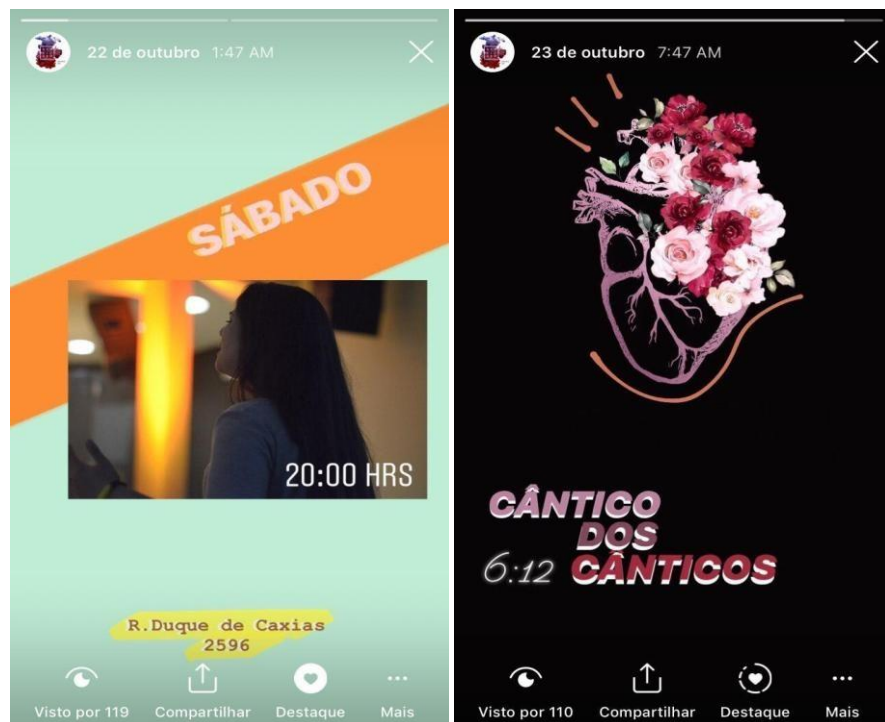 22 de outubro 1:47 AM
SÁBADO
20:00 HRS
R.Duque de Caxias
2596
Visto por 119 Compartilhar Destaque Mais
23 de outubro 7:47 AM
CÂNTICO
DOS
6:12 CÂNTICOS
Visto por 110 Compartilhar Destaque Mais